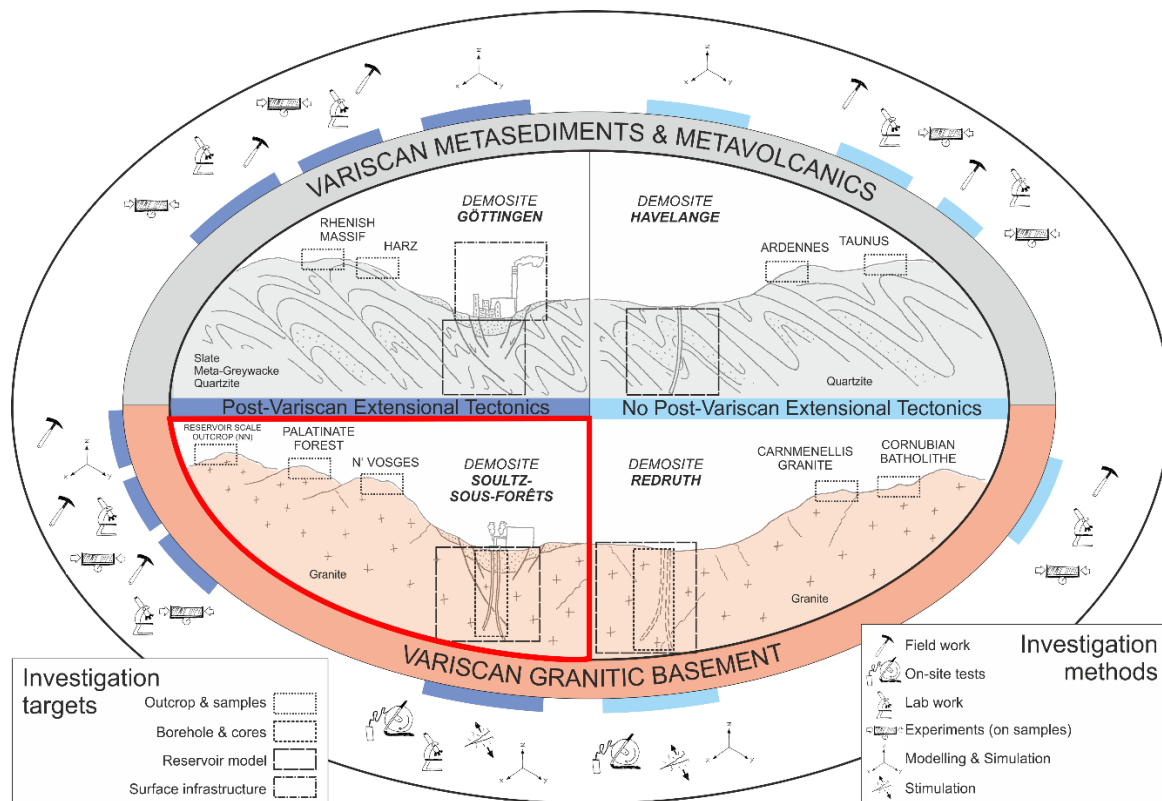 VARISCAN METASEDIMENTS & METAVOLCANICS
DEMOSITE
GÖTTINGEN
DEMOSITE
HAVELANGE
RHENISH
MASSIF
HARZ
ARDENNES
TAUNUS
Slate
Meta-Greywacke
Quartzite
Quartzite
Post-Variscan Extensional Tectonics
No Post-Variscan Extensional Tectonics
RESERVOIR SCALE
OUTCROP (NN)
PALATINATE
FOREST
N' VOSGES
DEMOSITE
SOULTZ-
SOUS-FORÊTS
DEMOSITE
REDRUTH
CARNMENELLIS
GRANITE
CORNUBIAN
BATHOLITHE
Granite
Granite
VARISCAN GRANITIC BASEMENT
Investigation
targets
Outcrop & samples
Borehole & cores
Reservoir model
Surface infrastructure
Investigation
methods
Field work
On-site tests
Lab work
Experiments (on samples)
Modelling & Simulation
Stimulation
z
x
y
z
x
y
z
x
y
z
x
y
z
x
y
z
x
y